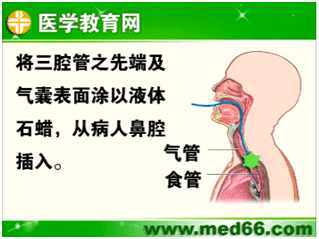 医学教育网
将三腔管之先端及
气囊表面涂以液体
石蜡，从病人鼻腔
插入。
气管
食管
www.med66.com